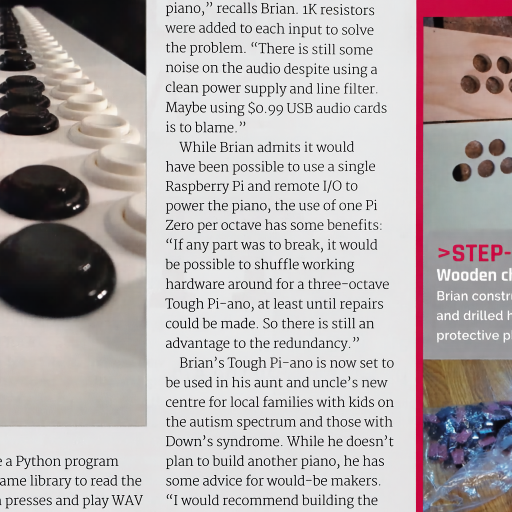 e a Python program
ame library to read the
presses and play WAV
piano,” recalls Brian. 1K resistors
were added to each input to solve
the problem. “There is still some
noise on the audio despite using a
clean power supply and line filter.
Maybe using $0.99 USB audio cards
is to blame.”
While Brian admits it would
have been possible to use a single
Raspberry Pi and remote I/O to
power the piano, the use of one Pi
Zero per octave has some benefits:
“If any part was to break, it would
be possible to shuffle working
hardware around for a three-octave
Tough Pi-ano, at least until repairs
could be made. So there is still an
advantage to the redundancy.”
Brian’s Tough Pi-ano is now set to
be used in his aunt and uncle’s new
centre for local families with kids on
the autism spectrum and those with
Down’s syndrome. While he doesn’t
plan to build another piano, he has
some advice for would-be makers.
“I would recommend building the
>STEP-
Wooden c
Brian constr
and drilled h
protective p